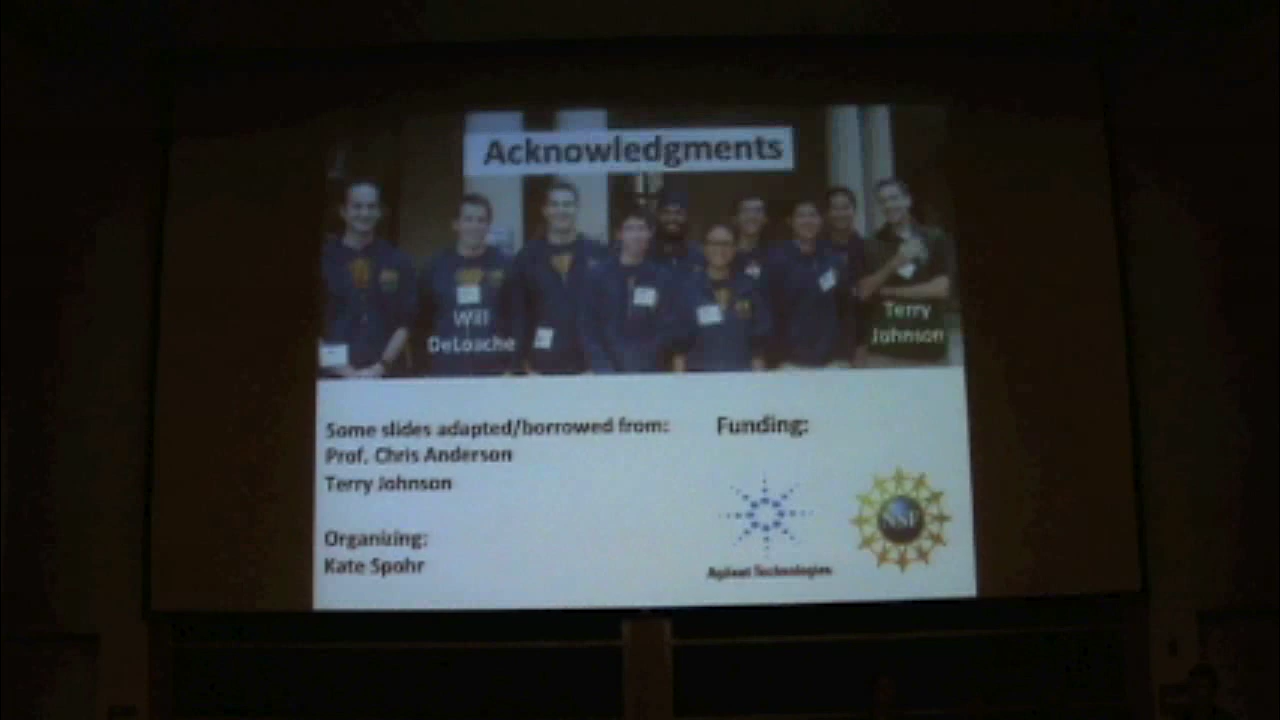 Acknowledgments
Will
DeLoache
Terry
Johnson
Some slides adapted/borrowed from:
Prof. Chris Anderson
Terry Johnson
Organizing:
Kate Spohr
Funding:
Agilent Technologies
NSF